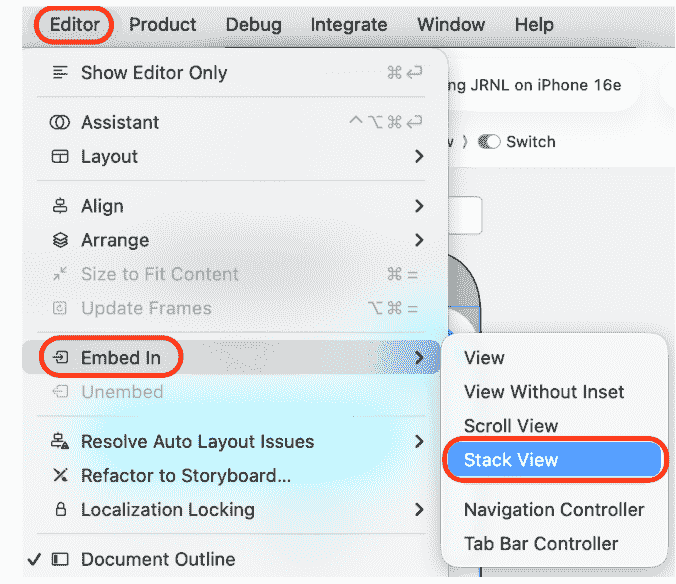 Editor Product Debug Integrate Window Help
Show Editor Only ⌘↩
ng JRNL on iPhone 16e
Assistant ^⌥⌘↩
Switch
Layout
Align
Arrange
Size to Fit Content ⌘=
Update Frames ⌥⌘=
Embed In
View
Unembed
View Without Inset
Scroll View
Resolve Auto Layout Issues
Stack View
Refactor to Storyboard...
Localization Locking
Navigation Controller
Tab Bar Controller
Document Outline